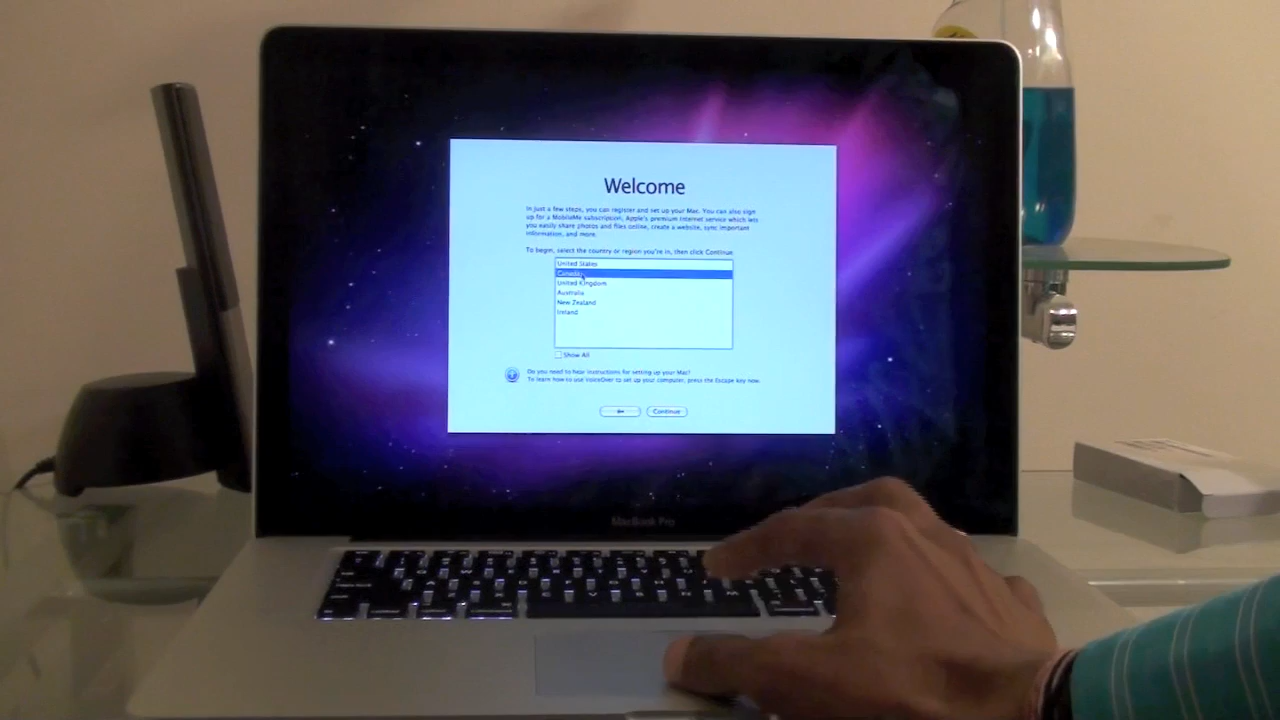 Welcome
In just a few steps, you can register and set up your Mac. You can also sign
up for a MobileMe subscription, Apple's premium Internet service which lets
you easily share photos and files online, create a website, sync important
information, and more.
To begin, select the country or region you're in, then click Continue
United States
Canada
United Kingdom
Australia
New Zealand
Ireland
Show All
Do you need to hear instructions for setting up your Mac?
To learn how to use VoiceOver to set up your computer, press the Escape key now.
Continue
MacBook Pro